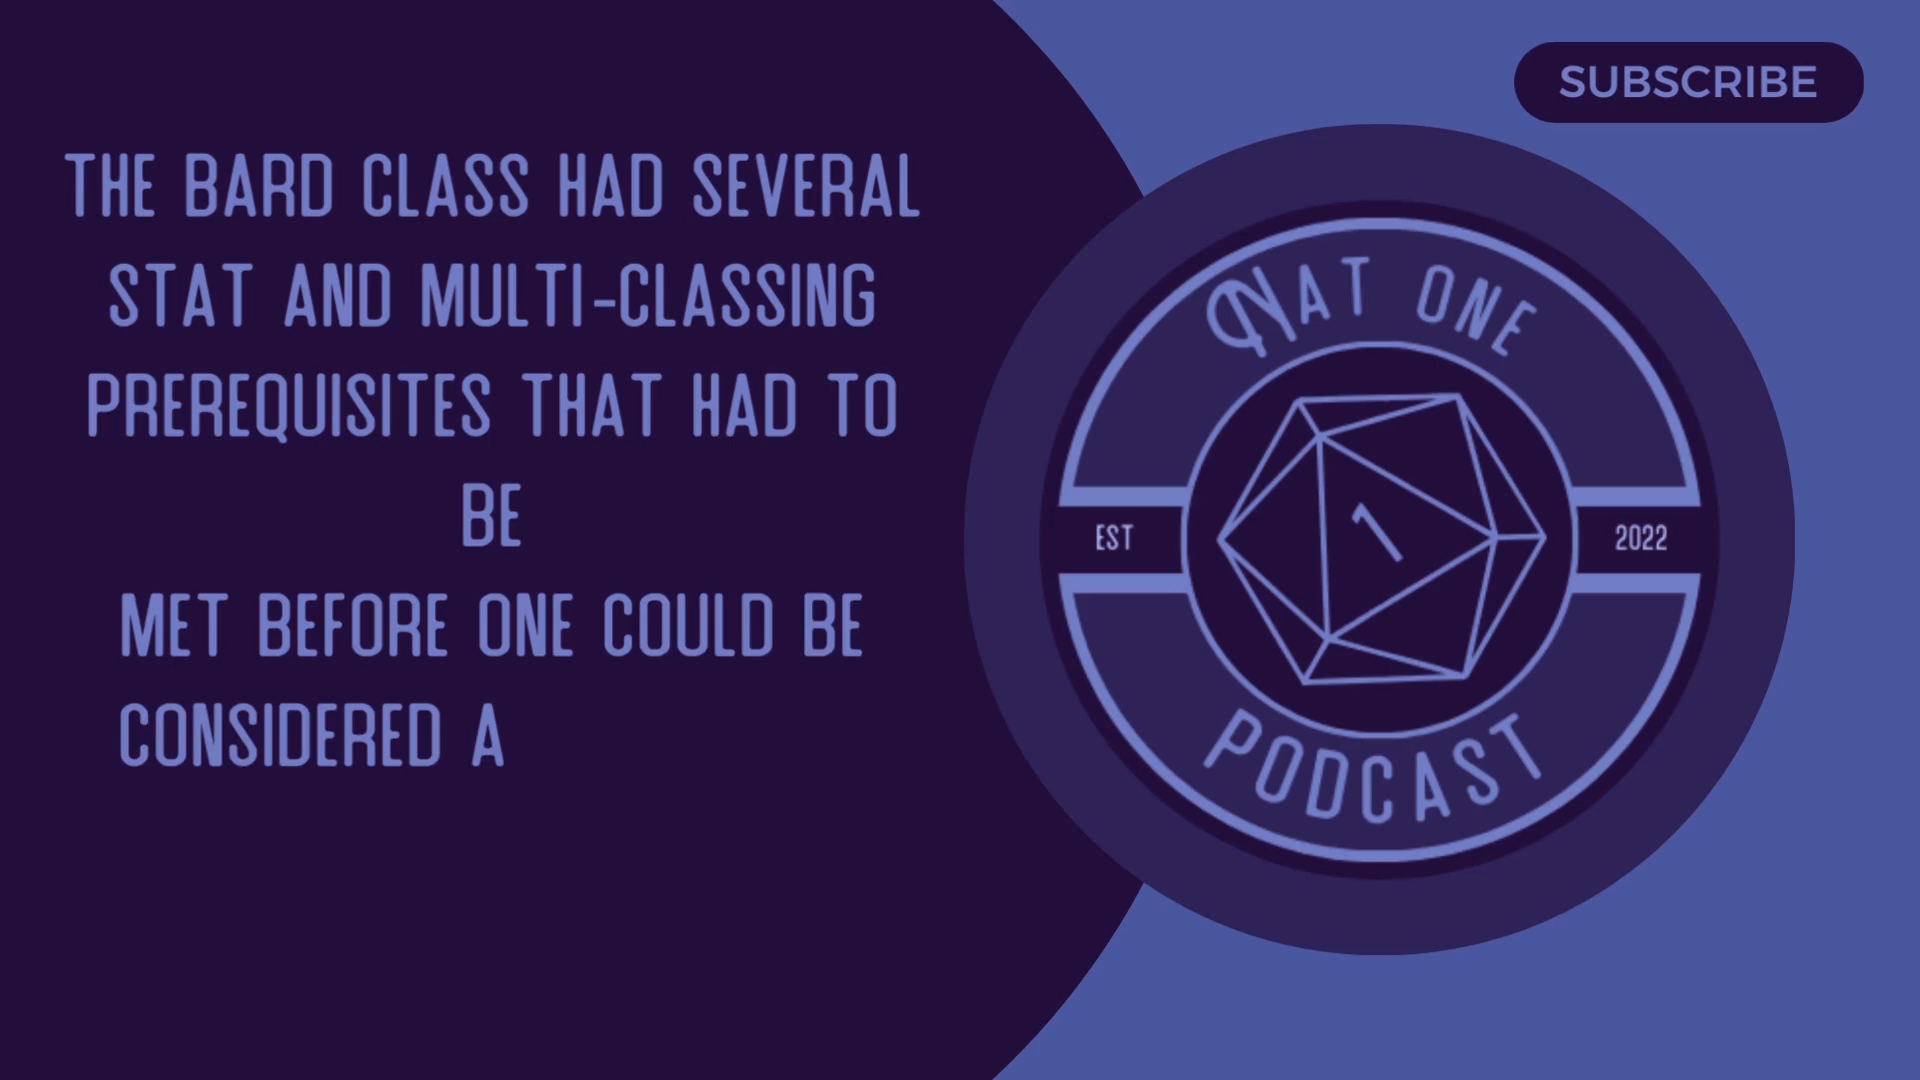 SUBSCRIBE
THE BARD CLASS HAD SEVERAL
STAT AND MULTI-CLASSING
PREREQUISITES THAT HAD TO
BE
MET BEFORE ONE COULD BE
CONSIDERED A
NAT ONE
1
EST
2022
PODCAST